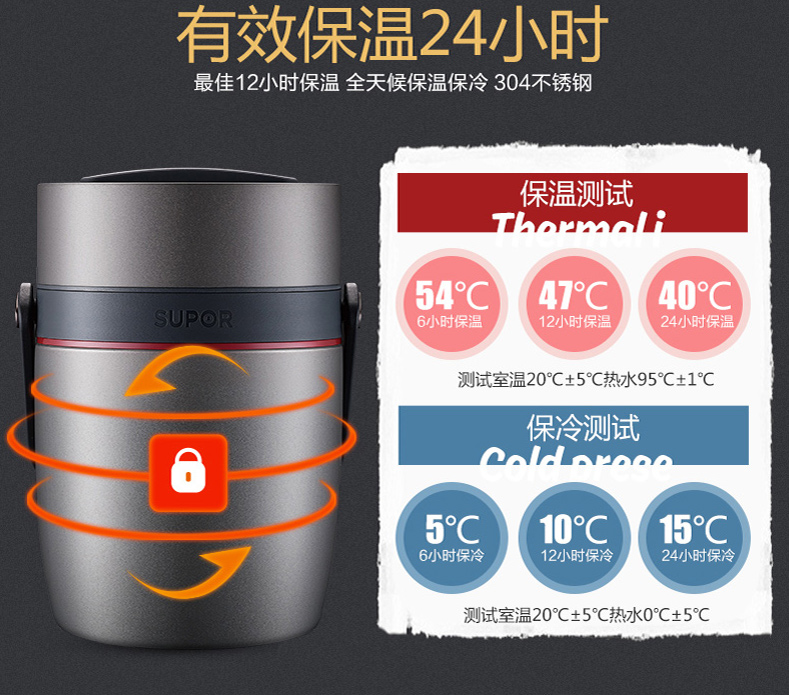 有效保温24小时
最佳12小时保温 全天候保温保冷 304不锈钢
SUPOR
保温测试
Thermal i
54℃ 47℃ 40℃
6小时保温 12小时保温 24小时保温
测试室温20℃±5℃热水95℃±1℃
保冷测试
Cold prese
5℃ 10℃ 15℃
6小时保冷 12小时保冷 24小时保冷
测试室温20℃±5℃热水0℃±5℃